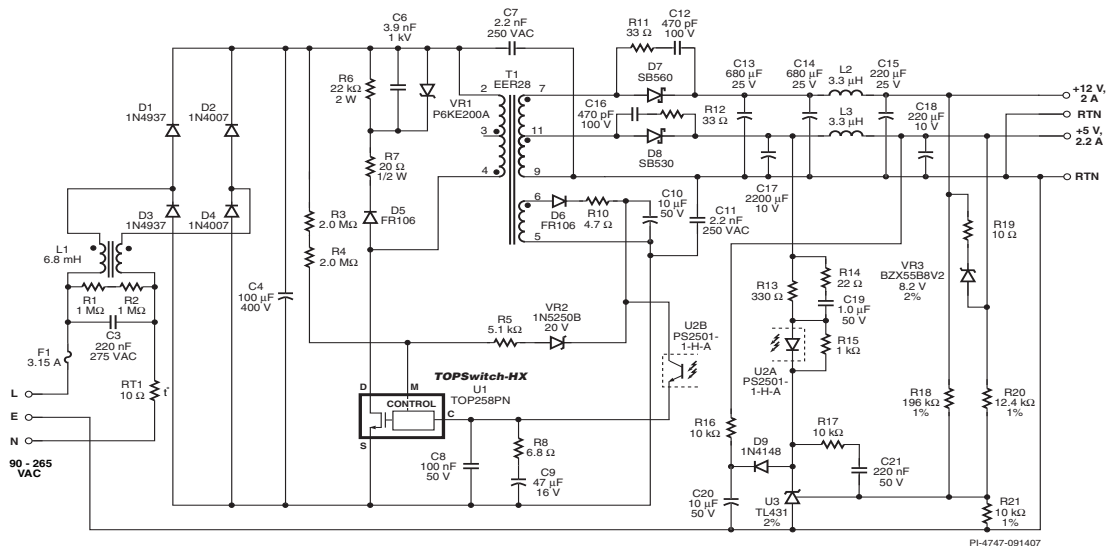 C6
3.9 nF
1 kV
C7
2.2 nF
250 VAC
R11
33 Ω
C12
470 pF
100 V
D7
SB560
C13
680 µF
25 V
C14
680 µF
25 V
L2
3.3 µH
C15
220 µF
25 V
+12 V,
2 A
RTN
+5 V,
2.2 A
RTN
D1
1N4937
D2
1N4007
R6
22 kΩ
2 W
VR1
P6KE200A
T1
EER28
2
3
4
7
11
9
6
5
C16
470 pF
100 V
R12
33 Ω
D8
SB530
L3
3.3 µH
C18
220 µF
10 V
R7
20 Ω
1/2 W
C17
2200 µF
10 V
D3
1N4937
D4
1N4007
D5
FR106
R3
2.0 MΩ
R4
2.0 MΩ
D6
FR106
R10
4.7 Ω
C10
10 µF
50 V
C11
2.2 nF
250 VAC
R19
10 Ω
VR3
BZX55B8V2
8.2 V
2%
L1
6.8 mH
R1
1 MΩ
R2
1 MΩ
C3
220 nF
275 VAC
C4
100 µF
400 V
R13
330 Ω
R14
22 Ω
C19
1.0 µF
50 V
R15
1 kΩ
R5
5.1 kΩ
VR2
1N5250B
20 V
U2B
PS2501-
1-H-A
U2A
PS2501-
1-H-A
F1
3.15 A
RT1
10 Ω
t°
L
E
N
90 - 265
VAC
TOPSwitch-HX
U1
TOP258PN
D
M
CONTROL
C
S
R18
196 kΩ
1%
R20
12.4 kΩ
1%
R16
10 kΩ
R17
10 kΩ
D9
1N4148
C8
100 nF
50 V
R8
6.8 Ω
C9
47 µF
16 V
C20
10 µF
50 V
U3
TL431
2%
C21
220 nF
50 V
R21
10 kΩ
1%
PI-4747-091407